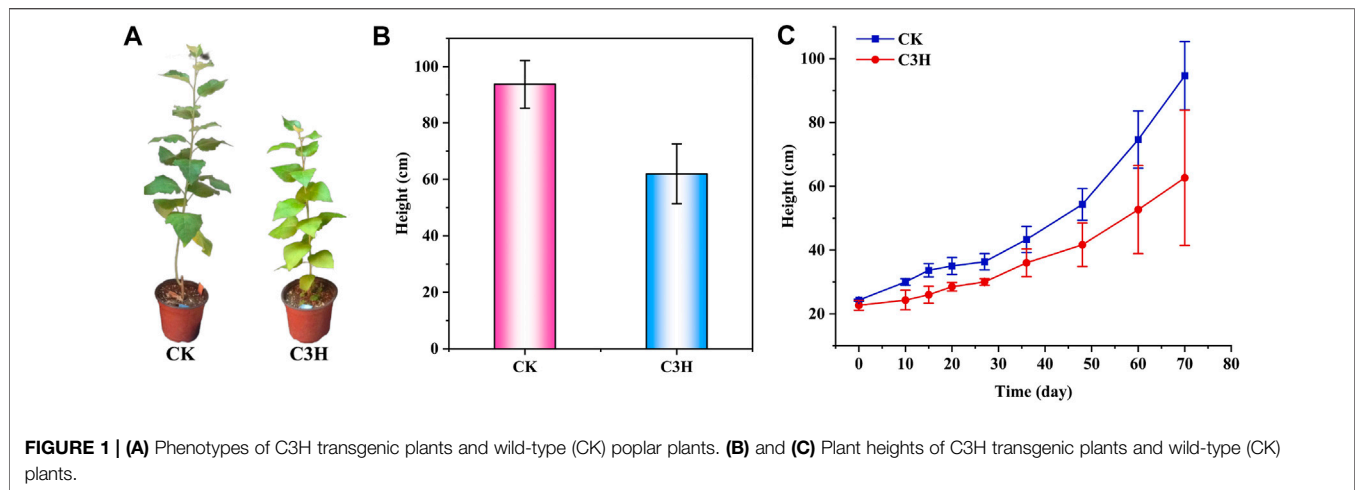 A
CK
C3H
B
Height (cm)
100
80
60
40
20
0
CK
C3H
C
CK
C3H
Height (cm)
100
80
60
40
20
0
10
20
30
40
50
60
70
80
Time (day)
FIGURE 1 | (A) Phenotypes of C3H transgenic plants and wild-type (CK) poplar plants. (B) and (C) Plant heights of C3H transgenic plants and wild-type (CK)
plants.